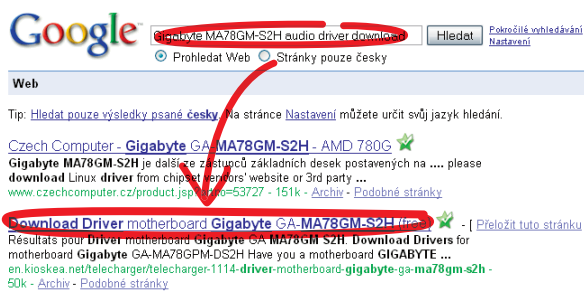 Google Gigabyte MA78GM-S2H audio driver download Hledat Pokročilé vyhledávání
Nastavení
Prohledat Web Stránky pouze česky
Web
Tip: Hledat pouze výsledky psané česky. Na stránce Nastavení můžete určit svůj jazyk hledání.
Czech Computer - Gigabyte GA-MA78GM-S2H - AMD 780G
Gigabyte MA78GM-S2H je další ze zástupců základních desek postavených na .... please
download Linux driver from chipset vendors' website or 3rd party ...
www.czechcomputer.cz/product.jsp?artno=53727 - 151k - Archiv - Podobné stránky
Download Driver motherboard Gigabyte GA-MA78GM-S2H (free) - [ Přeložit tuto stránku
Résultats pour Driver motherboard Gigabyte GA MA78GM S2H. Download Drivers for
motherboard Gigabyte GA-MA78GPM-DS2H Have you a motherboard GIGABYTE ...
en.kioskea.net/telecharger/telecharger-1114-driver-motherboard-gigabyte-ga-ma78gm-s2h -
50k - Archiv - Podobné stránky